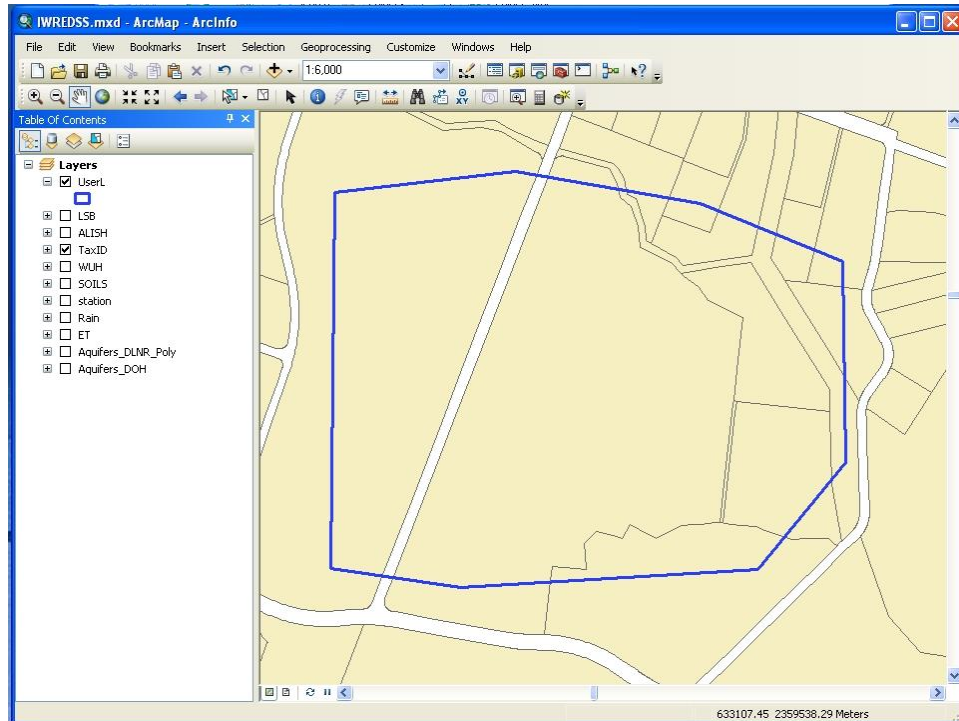 IWREDSS.mxd - ArcMap - ArcInfo
File Edit View Bookmarks Insert Selection Geoprocessing Customize Windows Help
1:6,000
Table Of Contents
Layers
UserL
LSB
ALISH
TaxID
WUH
SOILS
station
Rain
ET
Aquifers_DLNR_Poly
Aquifers_DOH
633107.45 2359538.29 Meters